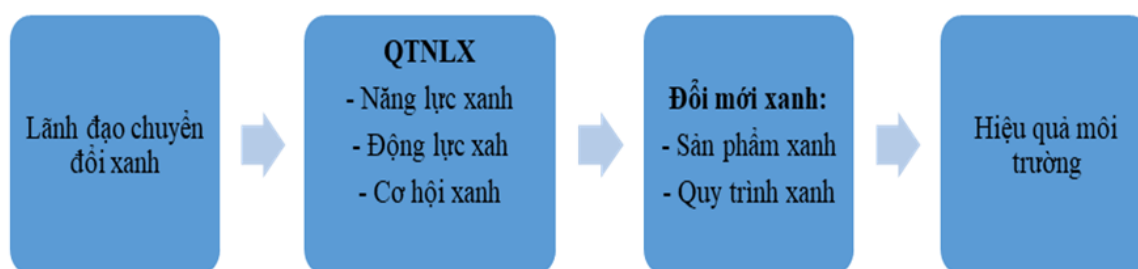 Lãnh đạo chuyển
đổi xanh
QTNLX
- Năng lực xanh
- Động lực xah
- Cơ hội xanh
Đổi mới xanh:
- Sản phẩm xanh
- Quy trình xanh
Hiệu quả môi
trường